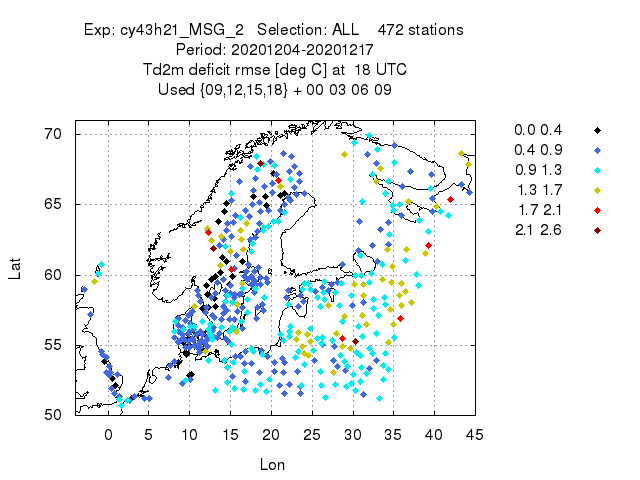 Exp: cy43h21_MSG_2   Selection: ALL    472 stations
Period: 20201204-20201217
Td2m deficit rmse [deg C] at  18 UTC
Used {09,12,15,18} + 00 03 06 09
0.0 0.4
0.4 0.9
0.9 1.3
1.3 1.7
1.7 2.1
2.1 2.6
70
65
60
55
50
Lat
0 5 10 15 20 25 30 35 40 45
Lon